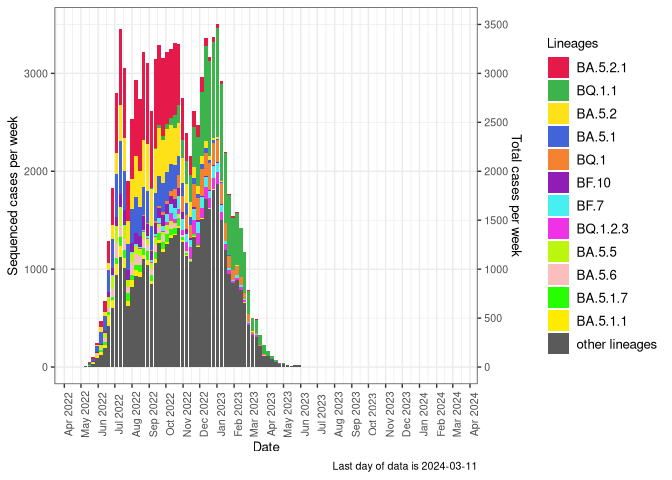 Sequenced cases per week
3000
2000
1000
0
3500
3000
2500
2000
1500
1000
500
0
Total cases per week
Apr 2022
May 2022
Jun 2022
Jul 2022
Aug 2022
Sep 2022
Oct 2022
Nov 2022
Dec 2022
Jan 2023
Feb 2023
Mar 2023
Apr 2023
May 2023
Jun 2023
Jul 2023
Aug 2023
Sep 2023
Oct 2023
Nov 2023
Dec 2023
Jan 2024
Feb 2024
Mar 2024
Apr 2024
Date
Last day of data is 2024-03-11
Lineages
BA.5.2.1
BQ.1.1
BA.5.2
BA.5.1
BQ.1
BF.10
BF.7
BQ.1.2.3
BA.5.5
BA.5.6
BA.5.1.7
BA.5.1.1
other lineages